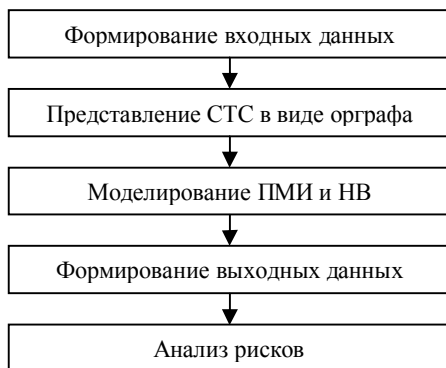 Формирование входных данных
Представление СТС в виде орграфа
Моделирование ПМИ и НВ
Формирование выходных данных
Анализ рисков